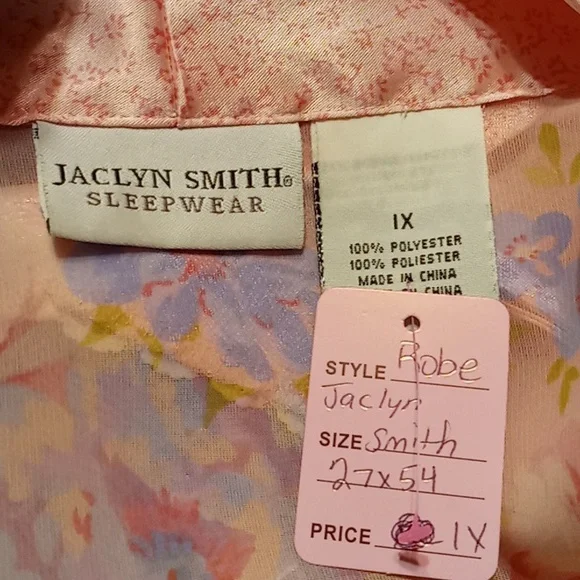 JACLYN SMITH®
SLEEPWEAR
1X
100% POLYESTER
100% POLIESTER
MADE IN CHINA
CHINA
STYLE Robe
Jaclyn
SIZE Smith
27x54
PRICE 1X